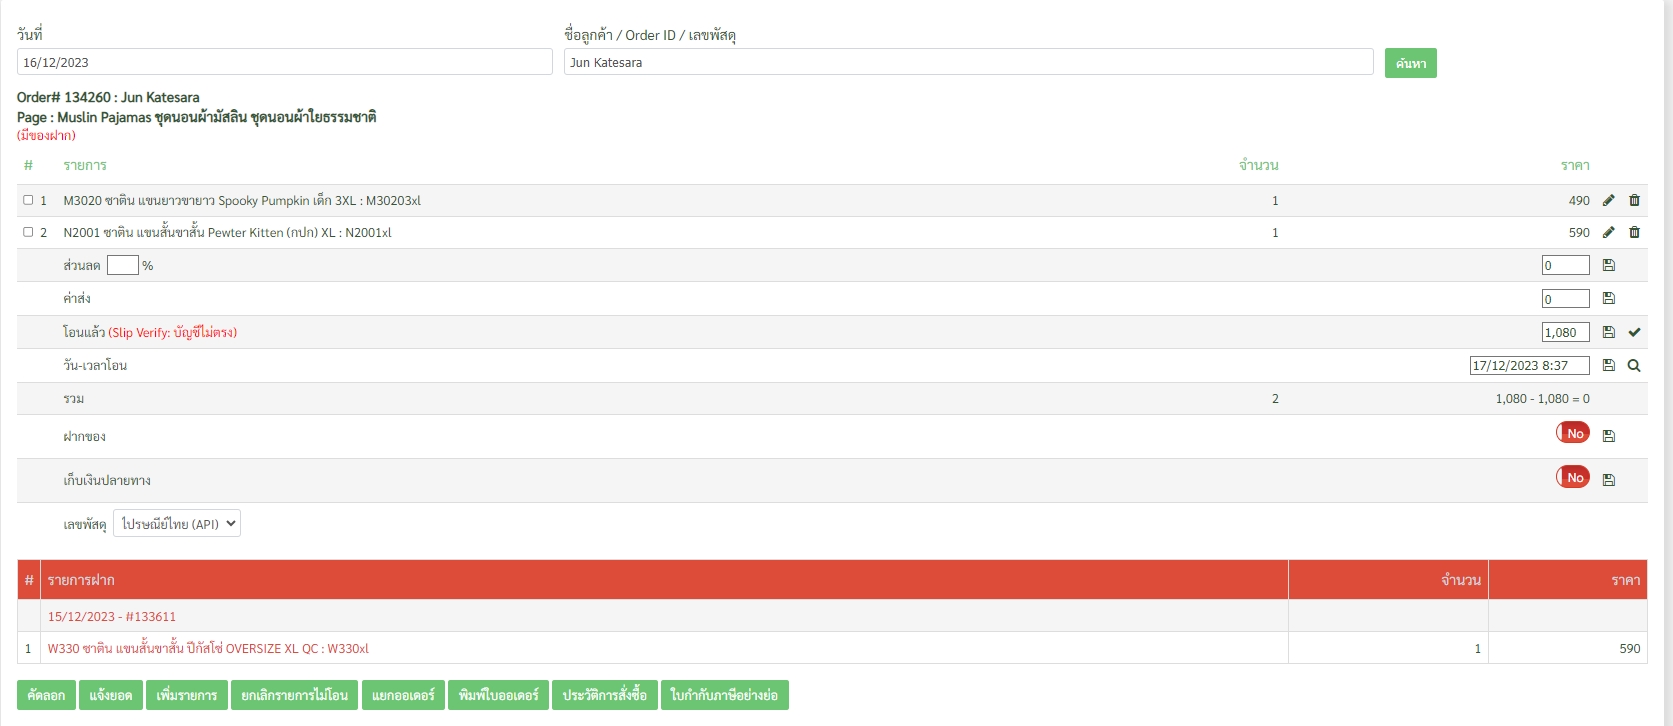 วันที่ ชื่อลูกค้า / Order ID / เลขพัสดุ
16/12/2023 Jun Katesara ค้นหา
Order# 134260 : Jun Katesara
Page : Muslin Pajamas ชุดนอนผ้ามัสลิน ชุดนอนผ้าใยธรรมชาติ
(มีของฝาก)
# รายการ จำนวน ราคา
1 M3020 ซาติน แขนยาวขายาว Spooky Pumpkin เด็ก 3XL : M30203xl 1 490
2 N2001 ซาติน แขนสั้นขาสั้น Pewter Kitten (กปก) XL : N2001xl 1 590
ส่วนลด % 0
ค่าส่ง 0
โอนแล้ว (Slip Verify: บัญชีไม่ตรง) 1,080
วัน-เวลาโอน 17/12/2023 8:37
รวม 2 1,080 - 1,080 = 0
ฝากของ No
เก็บเงินปลายทาง No
เลขพัสดุ ไปรษณีย์ไทย (API)
# รายการฝาก จำนวน ราคา
15/12/2023 - #133611
1 W330 ซาติน แขนสั้นขาสั้น ปีกัสโซ่ OVERSIZE XL QC : W330xl 1 590
คัดลอก แจ้งยอด เพิ่มรายการ ยกเลิกรายการไม่โอน แยกออเดอร์ พิมพ์ใบออเดอร์ ประวัติการสั่งซื้อ ใบกำกับภาษีอย่างย่อ